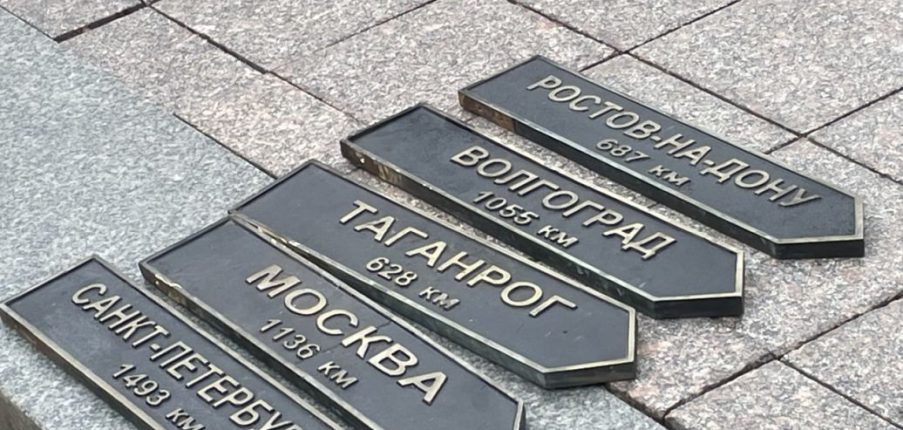 РОСТОВ-НА-ДОНУ
687 КМ
ВОЛГОГРАД
1055 КМ
ТАГАНРОГ
628 КМ
МОСКВА
1136 КМ
САНКТ-ПЕТЕРБУ
1493 КМ